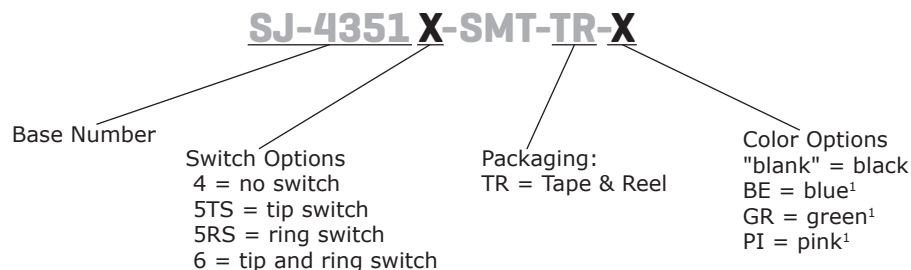 SJ-4351 X-SMT-TR-X
Base Number
Switch Options
4 = no switch
5TS = tip switch
5RS = ring switch
6 = tip and ring switch
Packaging:
TR = Tape & Reel
Color Options
"blank" = black
BE = blue¹
GR = green¹
PI = pink¹